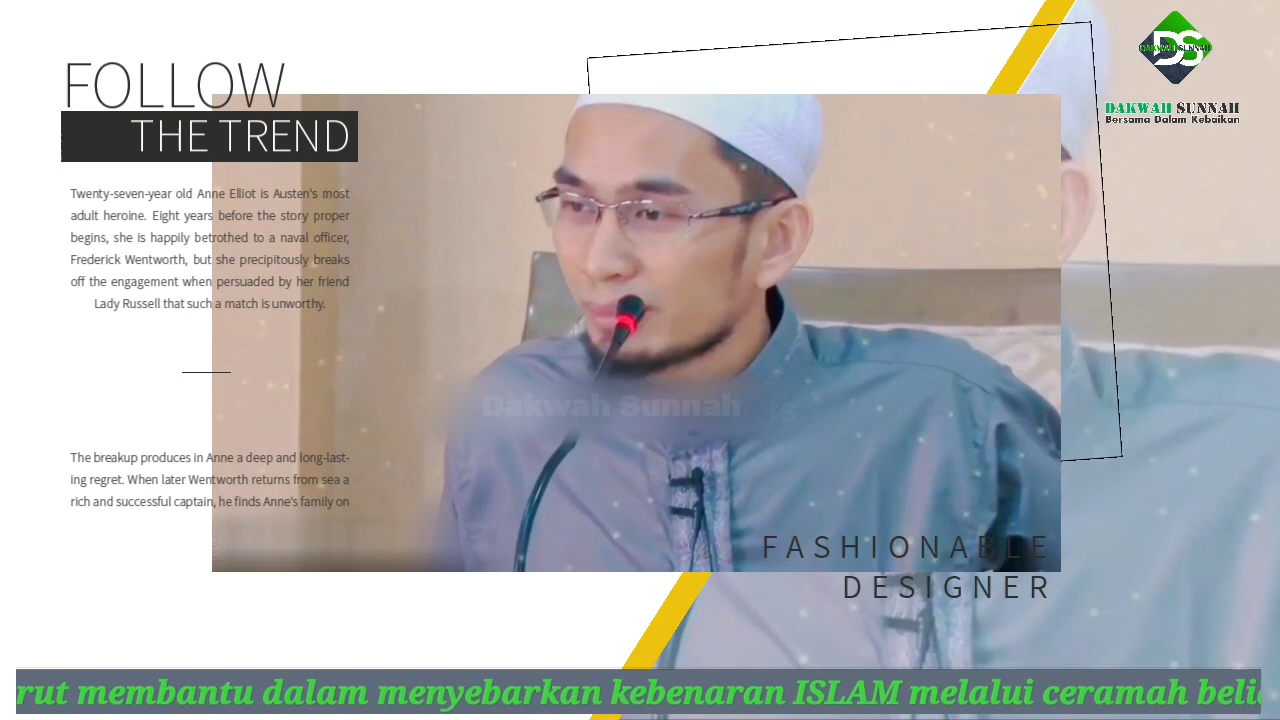 FOLLOW
THE TREND
Twenty-seven-year old Anne Elliot is Austen's most
adult heroine. Eight years before the story proper
begins, she is happily betrothed to a naval officer,
Frederick Wentworth, but she precipitously breaks
off the engagement when persuaded by her friend
Lady Russell that such a match is unworthy.
The breakup produces in Anne a deep and long-last-
ing regret. When later Wentworth returns from sea a
rich and successful captain, he finds Anne's family on
DS
DAKWAH SUNNAH
DAKWAH SUNNAH
Bersama Dalam Kebaikan
Dakwah Sunnah
FASHIONABLE
DESIGNER
rut membantu dalam menyebarkan kebenaran ISLAM melalui ceramah